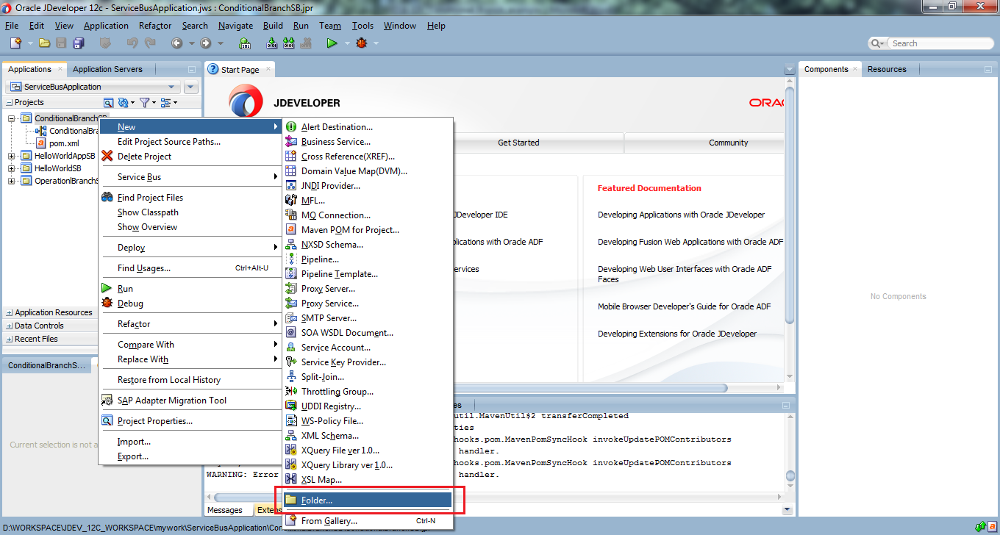 Oracle JDeveloper 12c - ServiceBusApplication.jws : ConditionalBranchSB.jpr
File Edit View Application Refactor Search Navigate Build Run Team Tools Window Help
Search
Applications
Application Servers
Start Page
Components
Resources
ServiceBusApplication
Projects
ConditionalBranchSB
ConditionalBra
pom.xml
HelloWorldAppSB
HelloWorldSB
OperationlBranchS
Application Resources
Data Controls
Recent Files
ConditionalBranchS...
Current selection is not a
New
Edit Project Source Paths...
Delete Project
Service Bus
Find Project Files
Show Classpath
Show Overview
Deploy
Find Usages... Ctrl+Alt-U
Run
Debug
Refactor
Compare With
Replace With
Restore from Local History
SAP Adapter Migration Tool
Project Properties...
Import...
Export...
Alert Destination...
Business Service...
Cross Reference(XREF)...
Domain Value Map(DVM)...
JNDI Provider...
MFL...
MQ Connection...
Maven POM for Project...
NXSD Schema...
Pipeline...
Pipeline Template...
Proxy Server...
Proxy Service...
SMTP Server...
SOA WSDL Document...
Service Account...
Service Key Provider...
Split-Join...
Throttling Group...
UDDI Registry...
WS-Policy File...
XML Schema...
XQuery File ver 1.0...
XQuery Library ver 1.0...
XSL Map...
Folder...
From Gallery... Ctrl-N
JDEVELOPER
ORAC
Get Started
Community
JDeveloper IDE
plications with Oracle ADF
ervices
Featured Documentation
Developing Applications with Oracle JDeveloper
Developing Fusion Web Applications with Oracle ADF
Developing Web User Interfaces with Oracle ADF
Faces
Mobile Browser Developer's Guide for Oracle ADF
Developing Extensions for Oracle JDeveloper
No Components
es
util.MavenUtil$2 transferCompleted
ties
hooks.pom.MavenPomSyncHook invokeUpdatePOMContributors
handler.
hooks.pom.MavenPomSyncHook invokeUpdatePOMContributors
WARNING: Error handler.
Messages
Extens
D:\WORKSPACE\JDEV_12C_WORKSPACE\mywork\ServiceBusApplication\Con